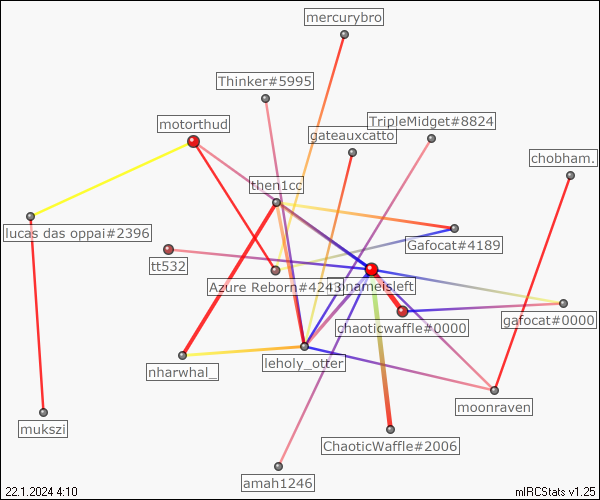 mercurybro
Thinker#5995
motorthud
TripleMidget#8824
gateauxcatto
chobham.
then1cc
lucas das oppai#2396
Gafocat#4189
tt532
Azure Reborn#4243
nameisleft
gafocat#0000
chaoticwaffle#0000
leholy_otter
nharwhal_
moonraven
mukszi
ChaoticWaffle#2006
amah1246
22.1.2024 4:10
mIRCStats v1.25